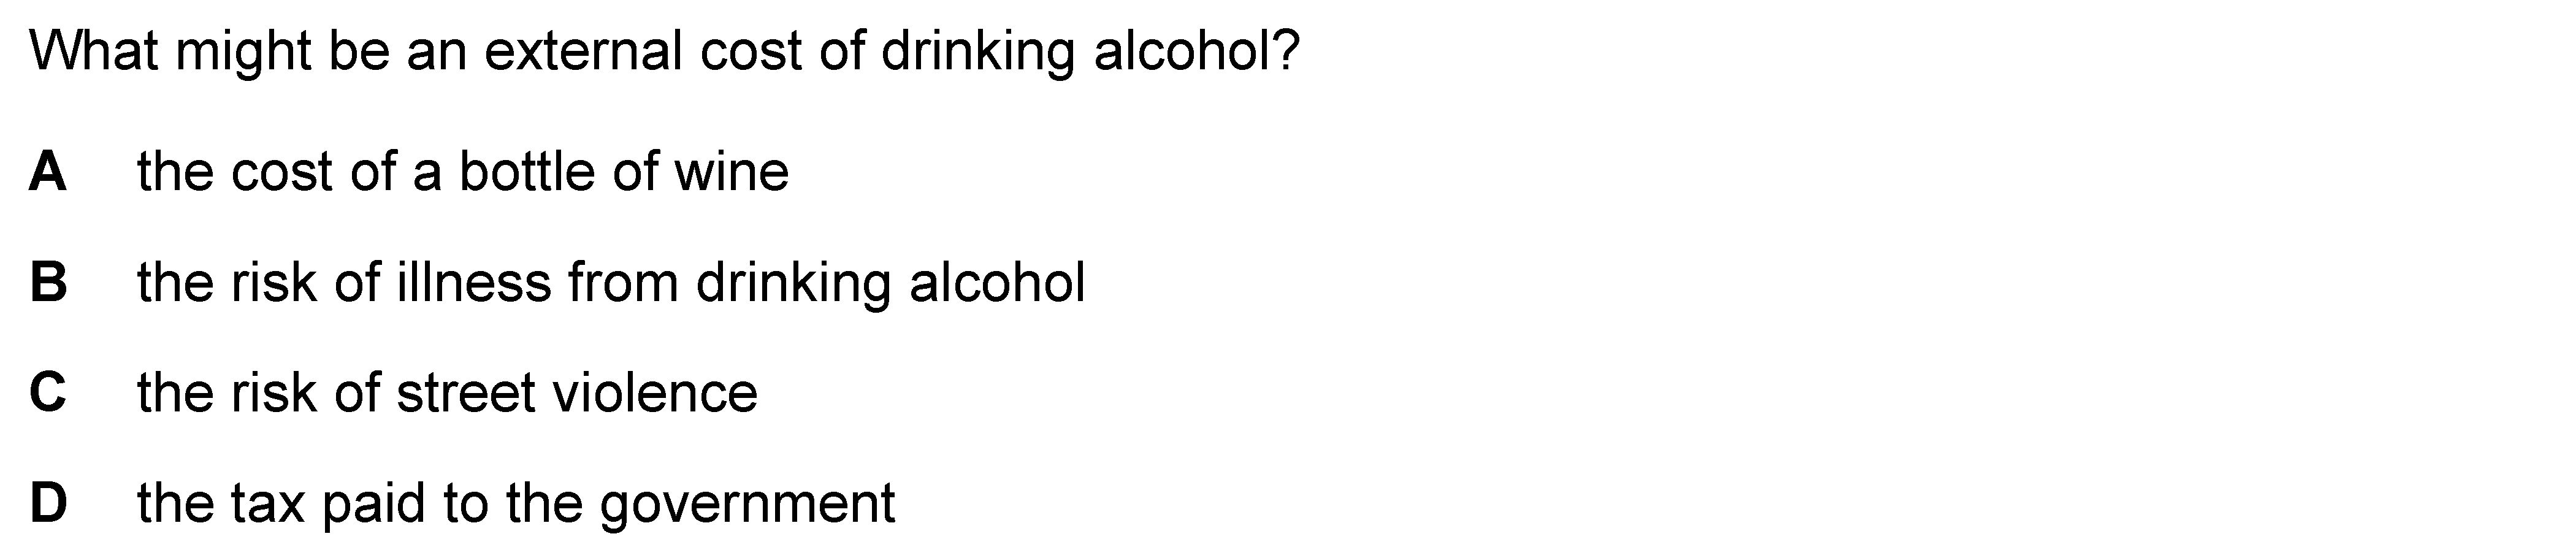 What might be an external cost of drinking alcohol?
A the cost of a bottle of wine
B the risk of illness from drinking alcohol
C the risk of street violence
D the tax paid to the government